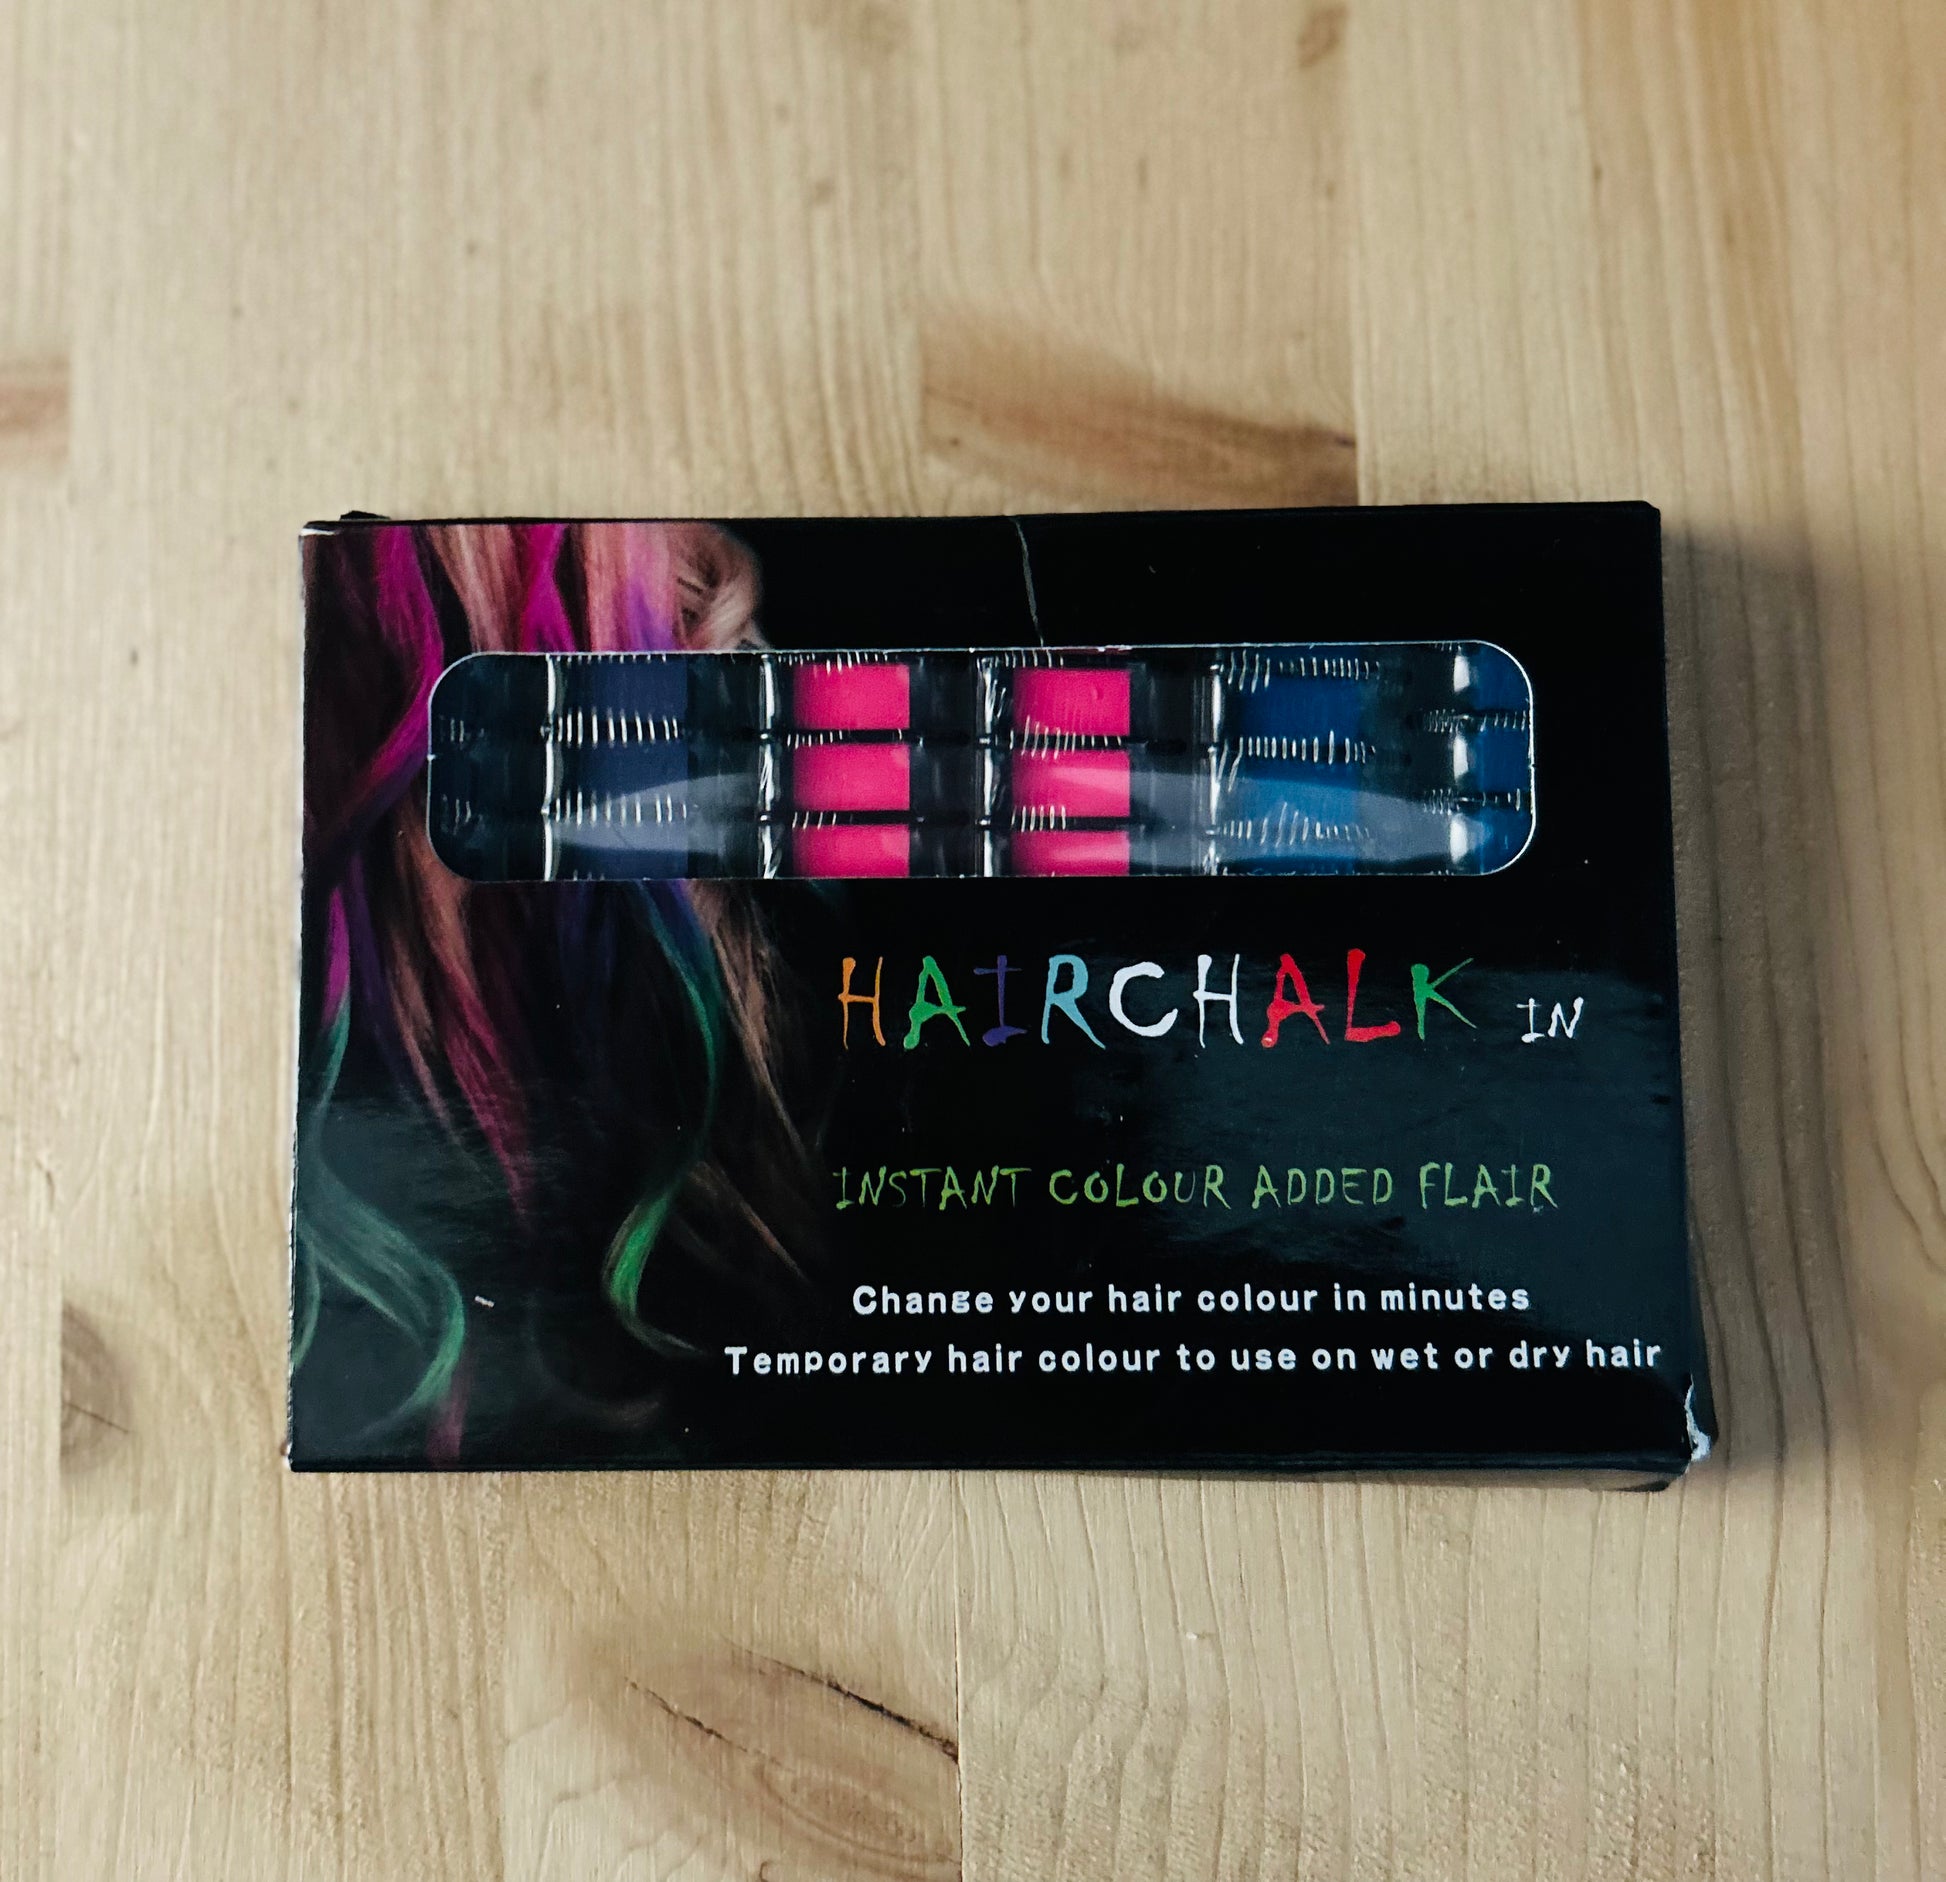 HAIRCHALK IN
INSTANT COLOUR ADDED FLAIR
Change your hair colour in minutes
Temporary hair colour to use on wet or dry hair